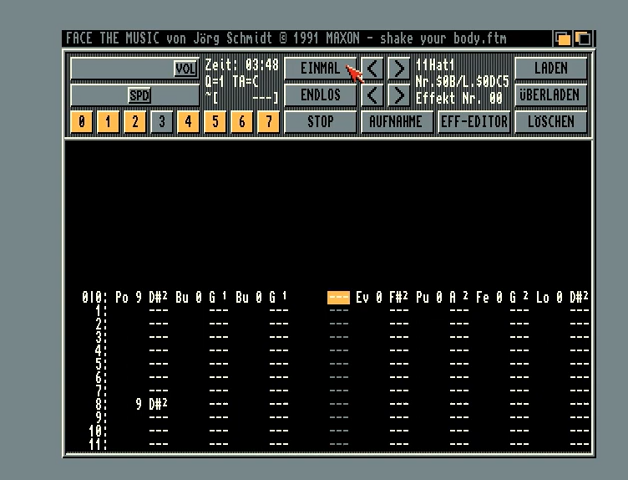 FACE THE MUSIC von Jörg Schmidt © 1991 MAXON - shake your body.ftm
VOL Zeit: 03:48 EINMAL < > 11Hat1 LADEN
Q=1 TA=C Nr.$0B/L.$0DC5
SPD ~[ ---] ENDLOS < > Effekt Nr. 00 üBERLADEN
0 1 2 3 4 5 6 7 STOP AUFNAHME EFF-EDITOR LöSCHEN
0|0: Po 9 D#2 Bu 0 G 1 Bu 0 G 1 --- Ev 0 F#2 Pu 0 A 2 Fe 0 G 2 Lo 0 D#2
1: --- --- --- --- --- --- --- ---
2: --- --- --- --- --- --- --- ---
3: --- --- --- --- --- --- --- ---
4: --- --- --- --- --- --- --- ---
5: --- --- --- --- --- --- --- ---
6: --- --- --- --- --- --- --- ---
7: --- --- --- --- --- --- --- ---
8: 9 D#2 --- --- --- --- --- --- ---
9: --- --- --- --- --- --- --- ---
10: --- --- --- --- --- --- --- ---
11: --- --- --- --- --- --- --- ---